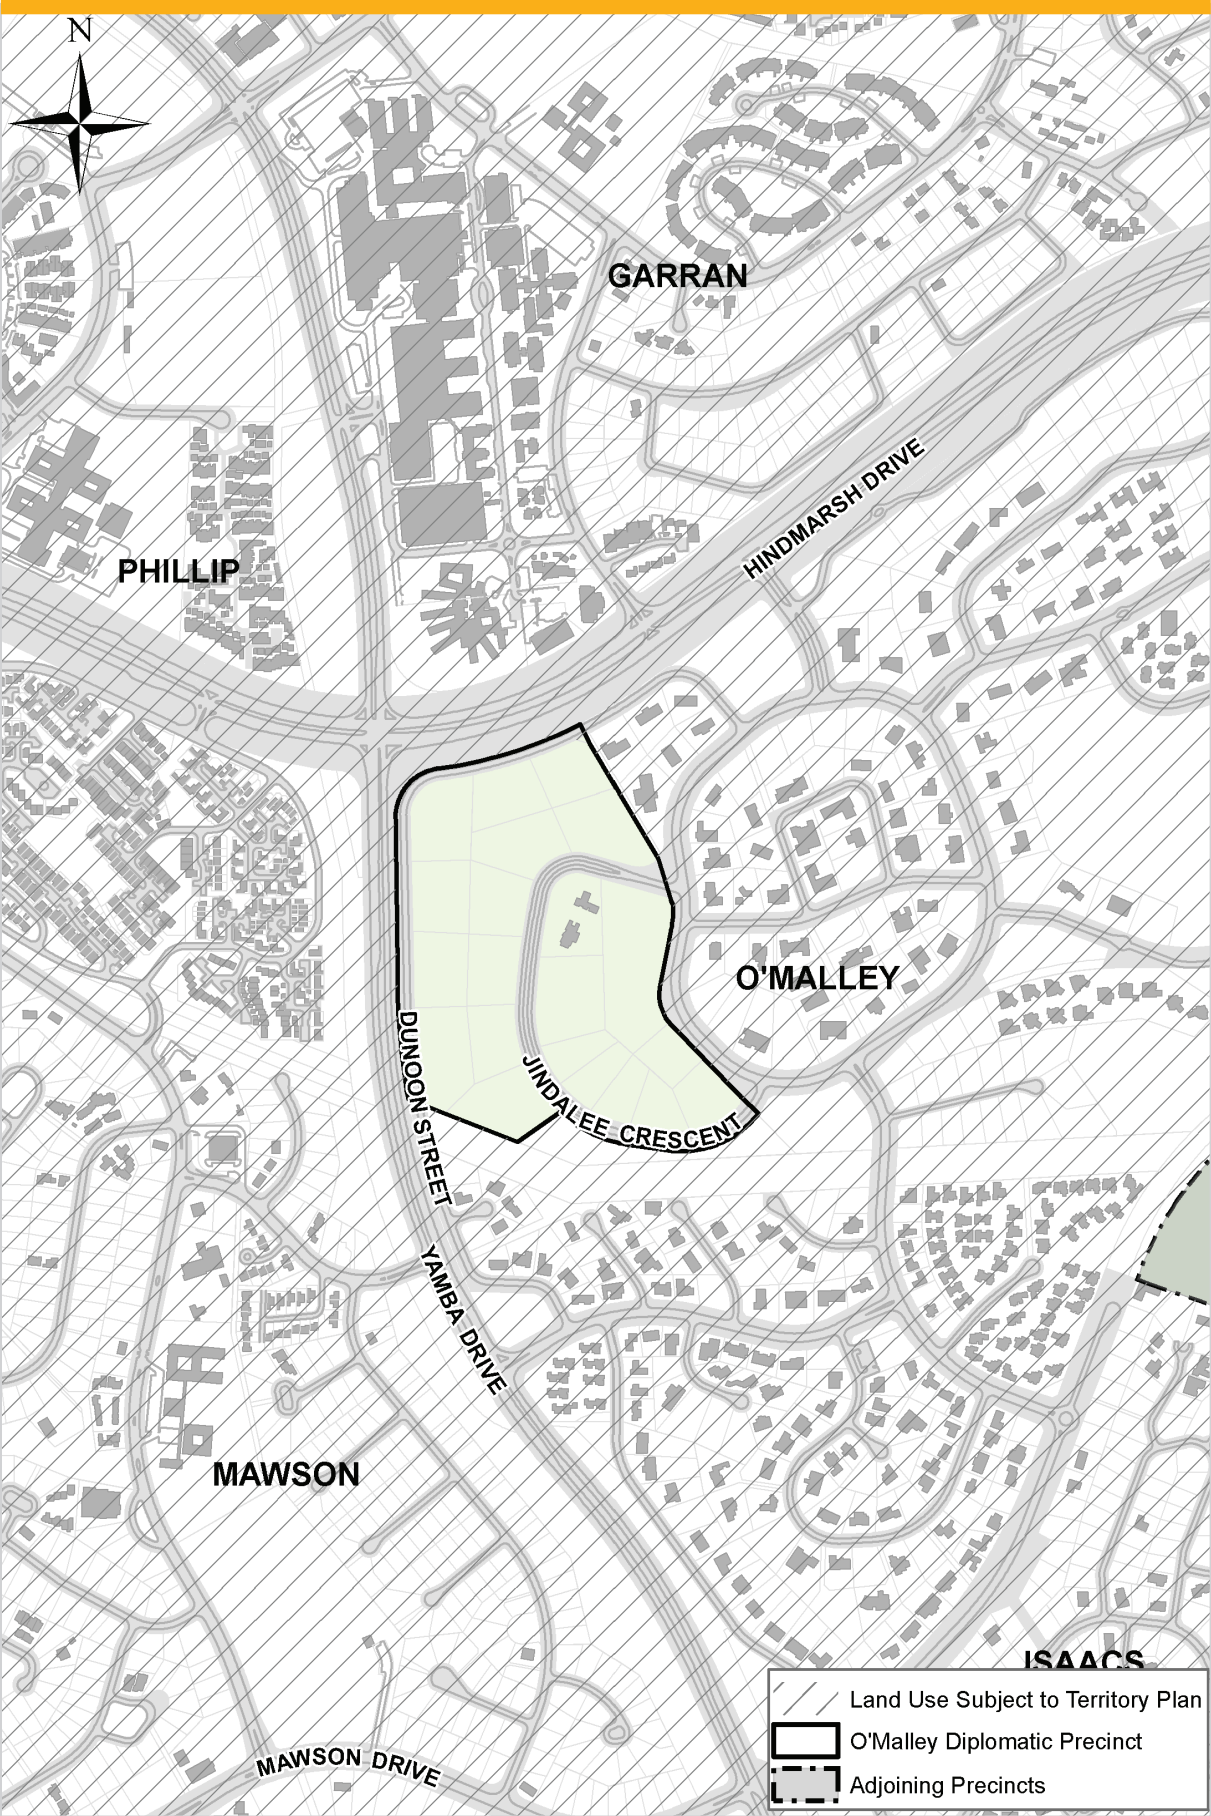 N
GARRAN
HINDMARSH DRIVE
PHILLIP
O'MALLEY
DUNOON STREET
JINDALEE CRESCENT
YAMBA DRIVE
MAWSON
ISAACS
MAWSON DRIVE
Land Use Subject to Territory Plan
O'Malley Diplomatic Precinct
Adjoining Precincts